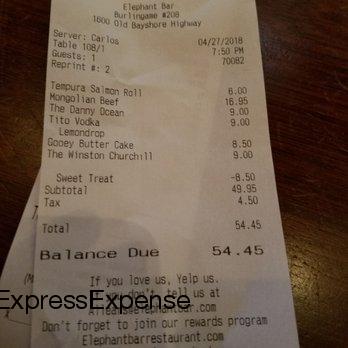 Elephant Bar
Burlingame #208
1600 Old Bayshore Highway
Server: Carlos 04/27/2018
Table 108/1 7:50 PM
Guests: 1 70082
Reprint #: 2
Tempura Salmon Roll 6.00
Mongolian Beef 16.95
The Danny Ocean 9.00
Tito Vodka 9.00
Lemondrop
Gooey Butter Cake 8.50
The Winston Churchill 9.00
Sweet Treat -8.50
Subtotal 49.95
Tax 4.50
Total 54.45
Balance Due 54.45
If you love us, Yelp us.
don't, tell us at
ExpressExpense
elephantbar.com
Don't forget to join our rewards program
Elephantbarrestaurant.com